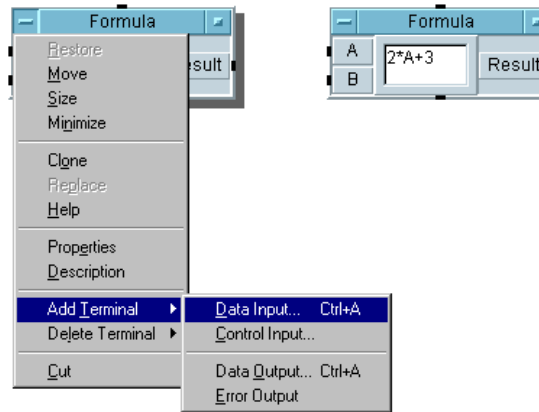 Formula
Restore
Move
Size
Minimize
Clone
Replace
Help
Properties
Description
Add Terminal
Delete Terminal
Cut
Data Input... Ctrl+A
Control Input...
Data Output... Ctrl+A
Error Output
Formula
A
B
2*A+3
Result